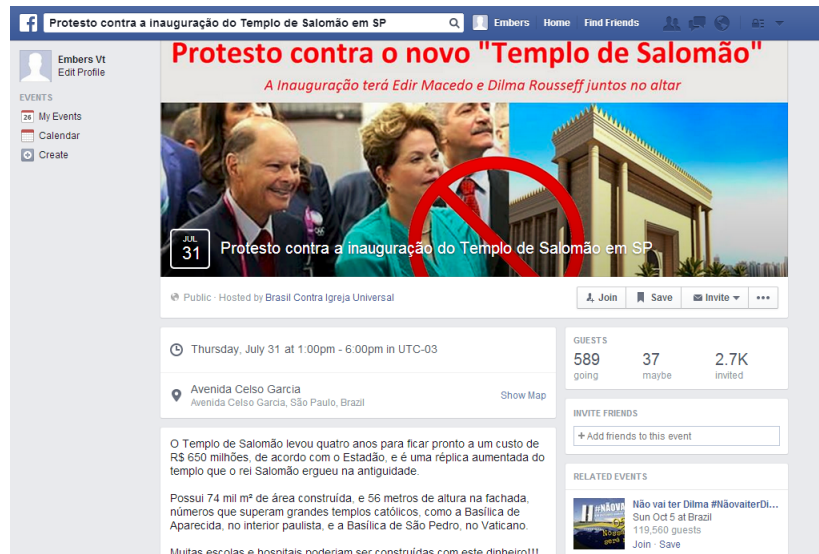 Protesto contra a inauguração do Templo de Salomão em SP
Embers
Home
Find Friends
Embers Vt
Edit Profile
EVENTS
26 My Events
Calendar
Create
Protesto contra o novo "Templo de Salomão"
A Inauguração terá Edir Macedo e Dilma Rousseff juntos no altar
JUL
31
Protesto contra a inauguração do Templo de Salomão em SP
Public · Hosted by Brasil Contra Igreja Universal
Join
Save
Invite
Thursday, July 31 at 1:00pm - 6:00pm in UTC-03
Avenida Celso Garcia
Avenida Celso Garcia, São Paulo, Brazil
Show Map
O Templo de Salomão levou quatro anos para ficar pronto a um custo de
R$ 650 milhões, de acordo com o Estadão, e é uma réplica aumentada do
templo que o rei Salomão ergueu na antiguidade.
Possui 74 mil m² de área construída, e 56 metros de altura na fachada,
números que superam grandes templos católicos, como a Basílica de
Aparecida, no interior paulista, e a Basílica de São Pedro, no Vaticano.
Muitas escolas e hospitais poderiam ser construídas com este dinheiro!!!
GUESTS
589 37 2.7K
going maybe invited
INVITE FRIENDS
+ Add friends to this event
RELATED EVENTS
Não vai ter Dilma #NãovaiterDi...
Sun Oct 5 at Brazil
119,560 guests
Join · Save